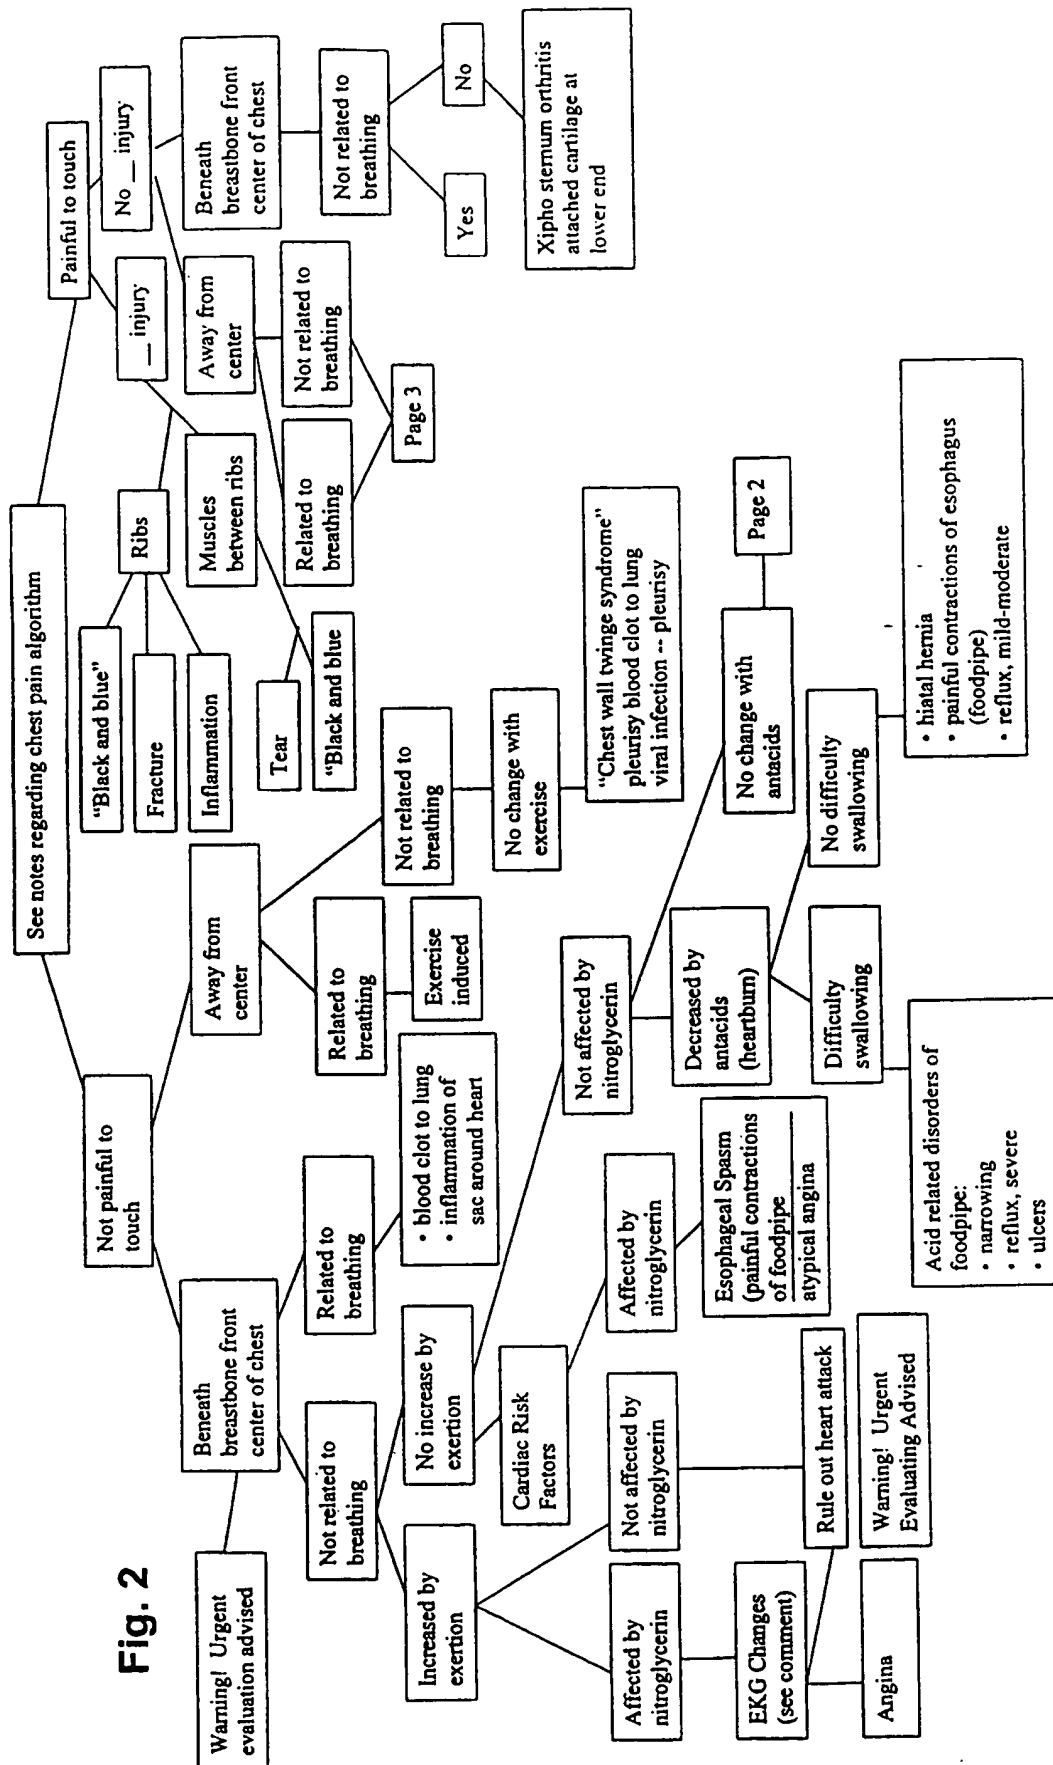 Fig. 2
See notes regarding chest pain algorithm
Not painful to
touch
Painful to touch
Warning! Urgent
evaluation advised
Beneath
breastbone front
center of chest
Away from
center
"Black and blue"
Fracture
Inflammation
Ribs
__ injury
No __ injury
Muscles
between ribs
Tear
"Black and blue
Away from
center
Beneath
breastbone front
center of chest
Related to
breathing
Not related to
breathing
Page 3
Not related to
breathing
Yes
No
Xipho sternum orthritis
attached cartilage at
lower end
Not related to
breathing
Related to
breathing
• blood clot to lung
• inflammation of
sac around heart
Related to
breathing
Exercise
induced
Not related to
breathing
No change with
exercise
"Chest wall twinge syndrome"
pleurisy blood clot to lung
viral infection -- pleurisy
Increased by
exertion
No increase by
exertion
Cardiac Risk
Factors
Affected by
nitroglycerin
Not affected by
nitroglycerin
Affected by
nitroglycerin
Not affected by
nitroglycerin
EKG Changes
(see comment)
Angina
Rule out heart attack
Warning! Urgent
Evaluating Advised
Esophageal Spasm
(painful contractions
of foodpipe
atypical angina
Decreased by
antacids
(heartburn)
No change with
antacids
Page 2
Difficulty
swallowing
No difficulty
swallowing
Acid related disorders of
foodpipe:
• narrowing
• reflux, severe
• ulcers
• hiatal hernia
• painful contractions of esophagus
(foodpipe)
• reflux, mild-moderate